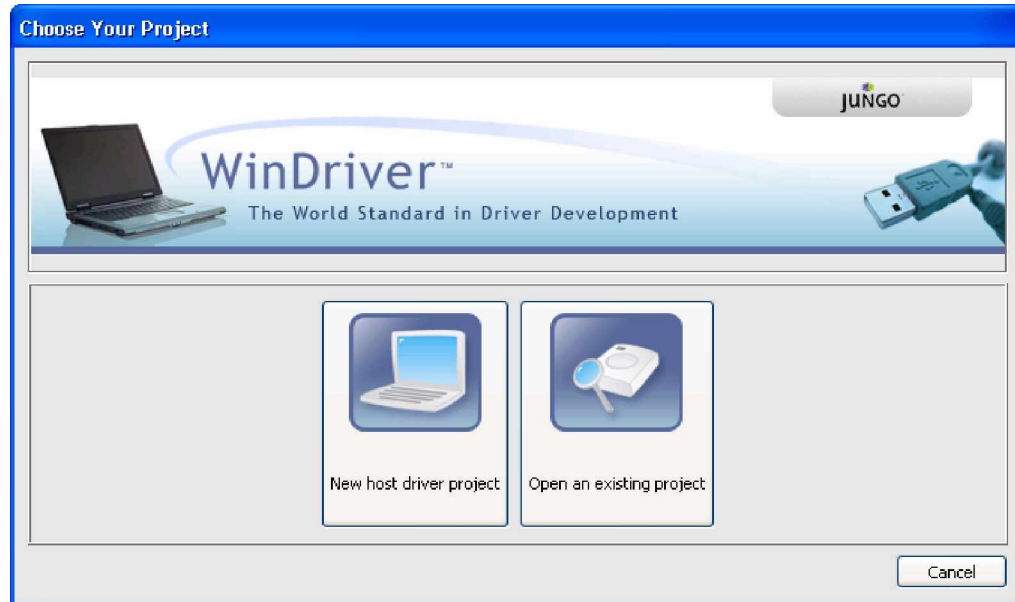 Choose Your Project
JUNGO
WinDriver™
The World Standard in Driver Development
New host driver project
Open an existing project
Cancel